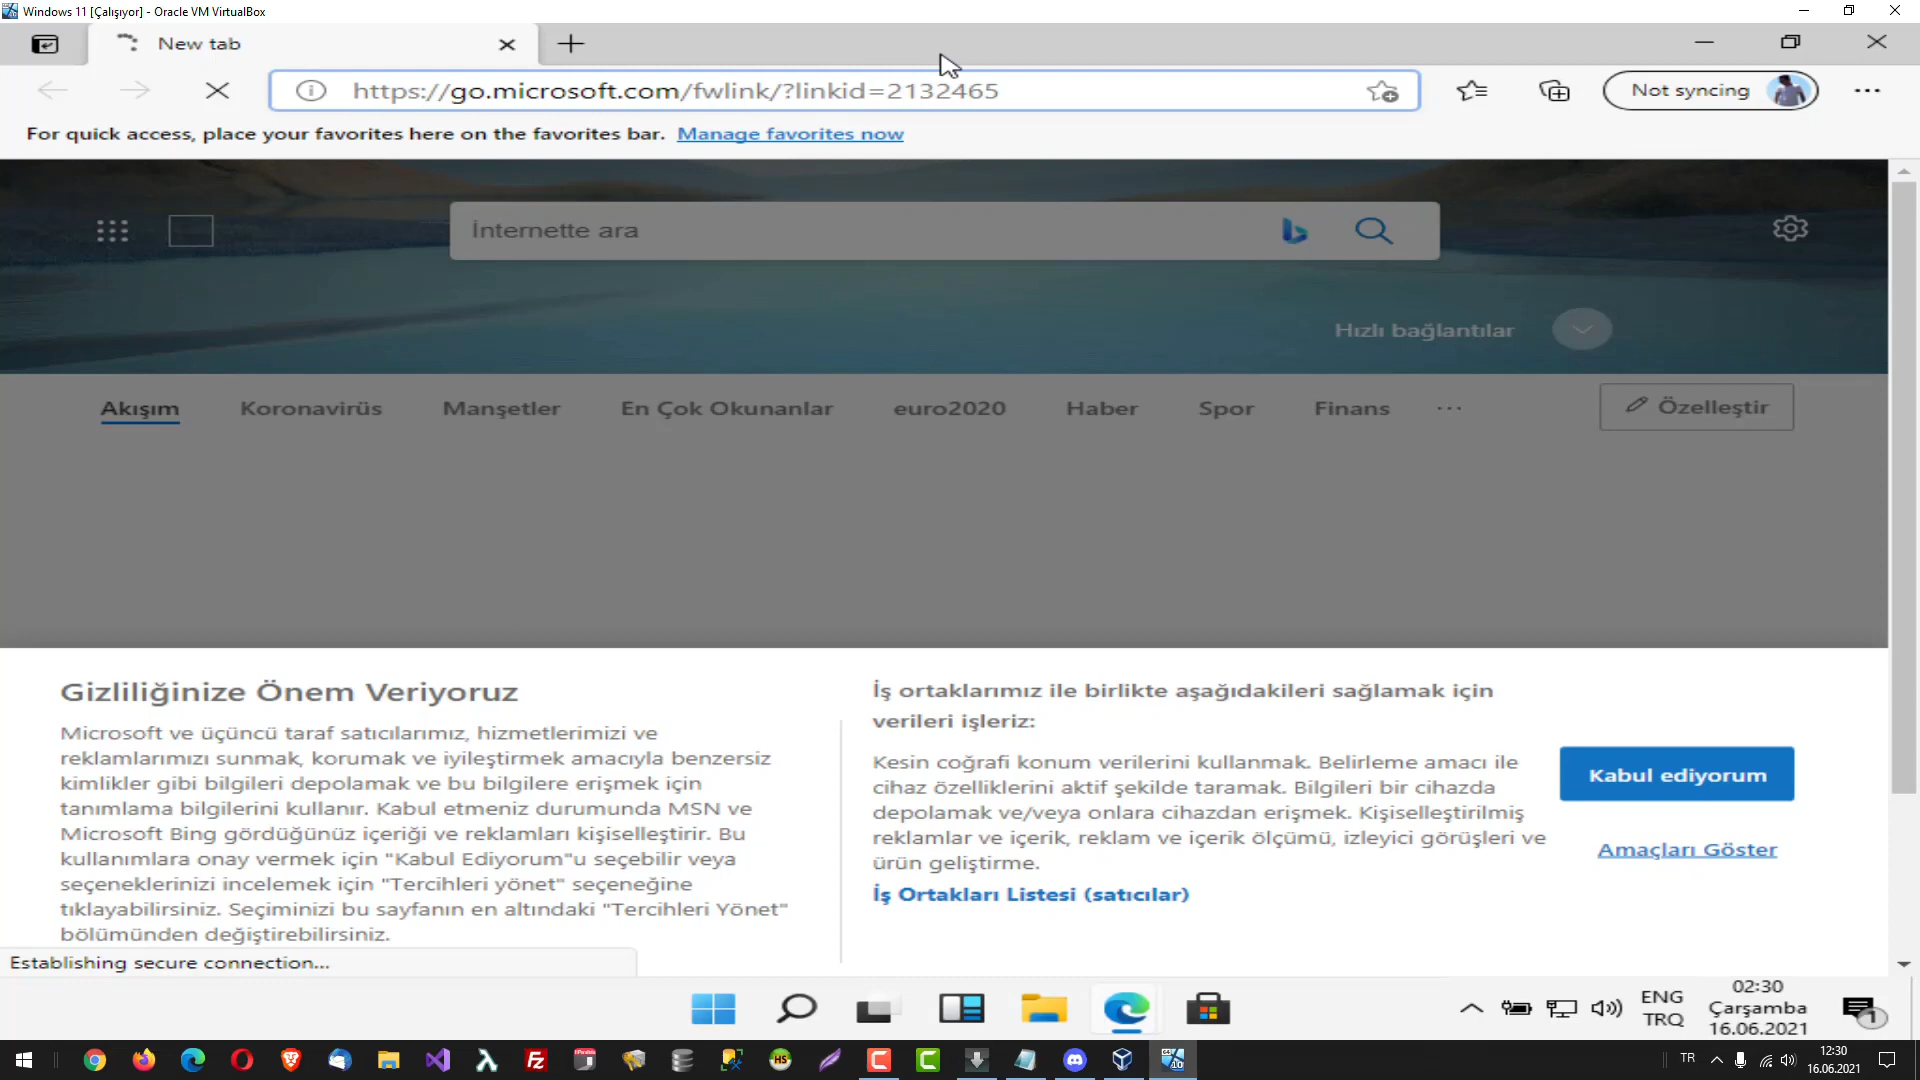 Windows 11 [Çalışıyor] - Oracle VM VirtualBox
New tab
https://go.microsoft.com/fwlink/?linkid=2132465
Not syncing
For quick access, place your favorites here on the favorites bar. Manage favorites now
İnternette ara
Hızlı bağlantılar
Akışım Koronavirüs Manşetler En Çok Okunanlar euro2020 Haber Spor Finans ... Özelleştir
Gizliliğinize Önem Veriyoruz
Microsoft ve üçüncü taraf satıcılarımız, hizmetlerimizi ve
reklamlarımızı sunmak, korumak ve iyileştirmek amacıyla benzersiz
kimlikler gibi bilgileri depolamak ve bu bilgilere erişmek için
tanımlama bilgilerini kullanır. Kabul etmeniz durumunda MSN ve
Microsoft Bing gördüğünüz içeriği ve reklamları kişiselleştirir. Bu
kullanımlara onay vermek için "Kabul Ediyorum"u seçebilir veya
seçeneklerinizi incelemek için "Tercihleri yönet" seçeneğine
tıklayabilirsiniz. Seçiminizi bu sayfanın en altındaki "Tercihleri Yönet"
bölümünden değiştirebilirsiniz.
İş ortaklarımız ile birlikte aşağıdakileri sağlamak için
verileri işleriz:
Kesin coğrafi konum verilerini kullanmak. Belirleme amacı ile
cihaz özelliklerini aktif şekilde taramak. Bilgileri bir cihazda
depolamak ve/veya onlara cihazdan erişmek. Kişiselleştirilmiş
reklamlar ve içerik, reklam ve içerik ölçümü, izleyici görüşleri ve
ürün geliştirme.
İş Ortakları Listesi (satıcılar)
Kabul ediyorum
Amaçları Göster
Establishing secure connection...
ENG
TRQ
02:30
Çarşamba
16.06.2021
1
TR
12:30
16.06.2021